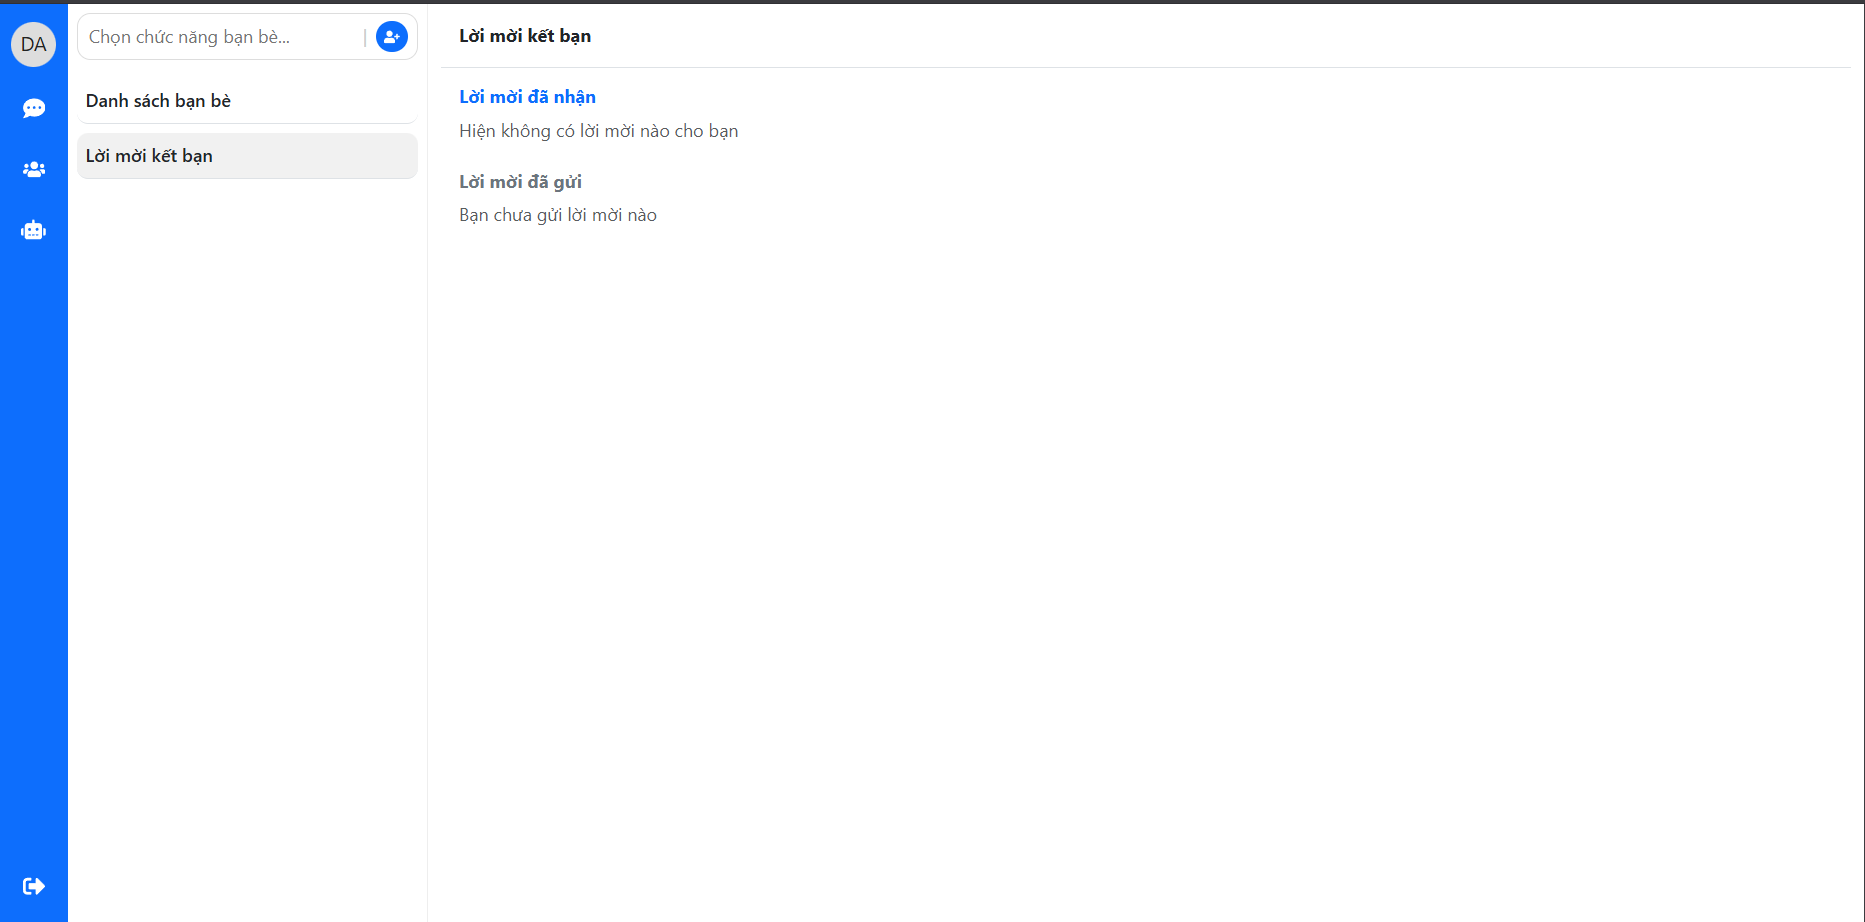 DA
Chọn chức năng bạn bè...
Danh sách bạn bè
Lời mời kết bạn
Lời mời kết bạn
Lời mời đã nhận
Hiện không có lời mời nào cho bạn
Lời mời đã gửi
Bạn chưa gửi lời mời nào